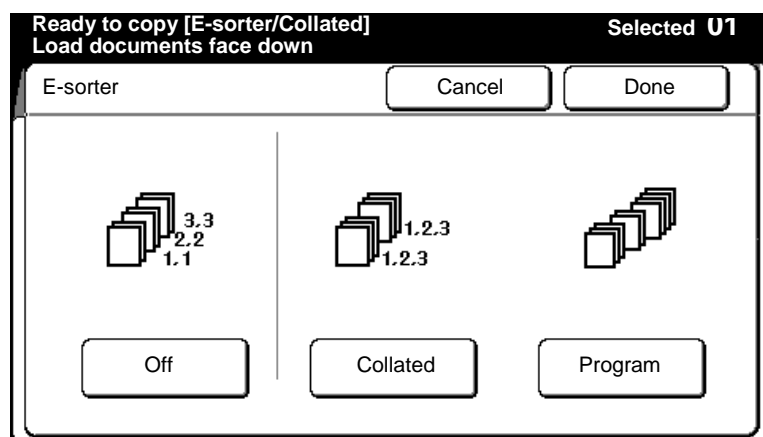 Ready to copy [E-sorter/Collated] Selected 01
Load documents face down
E-sorter Cancel Done
3,3
2,2
1,1
1,2,3
1,2,3
Off Collated Program